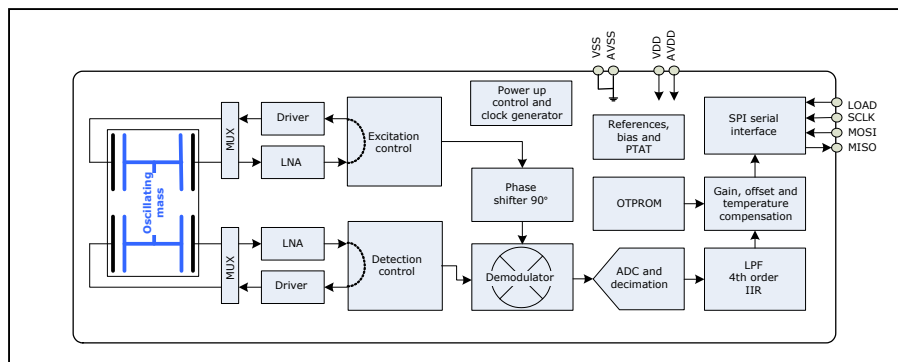 VSS
AVSS
VDD
AVDD
Power up
control and
clock generator
References,
bias and
PTAT
SPI serial
interface
LOAD
SCLK
MOSI
MISO
MUX
Driver
LNA
Excitation
control
Phase
shifter 90°
OTPROM
Gain, offset and
temperature
compensation
Oscillating
mass
MUX
LNA
Driver
Detection
control
Demodulator
ADC and
decimation
LPF
4th order
IIR